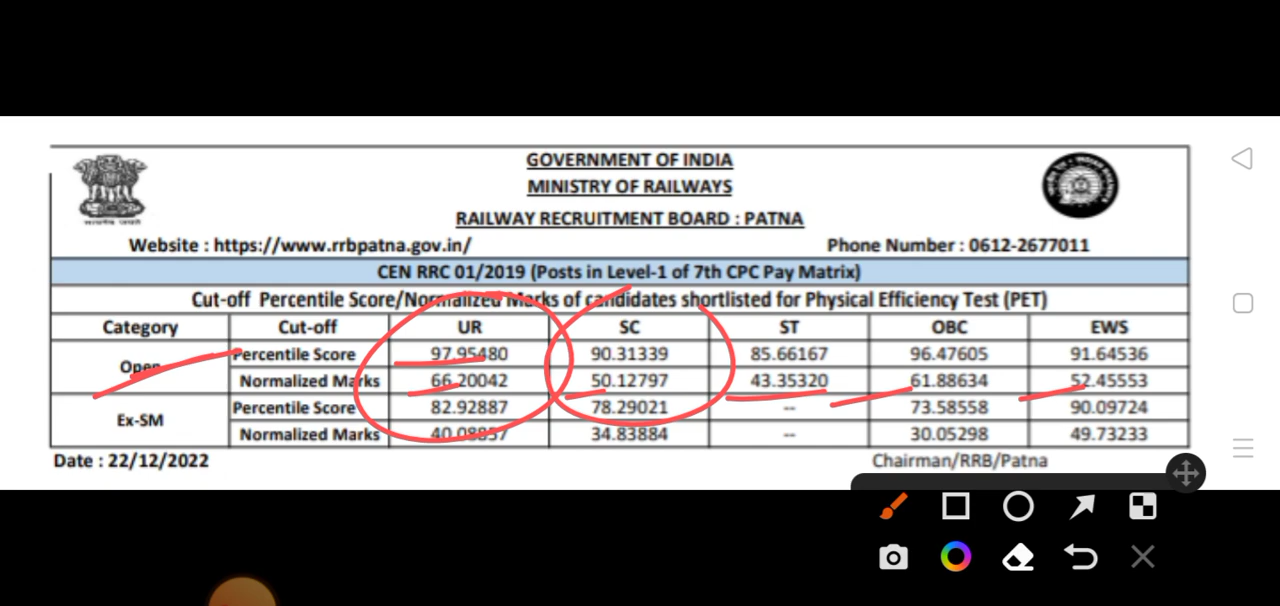 GOVERNMENT OF INDIA
MINISTRY OF RAILWAYS
RAILWAY RECRUITMENT BOARD : PATNA
Website : https://www.rrbpatna.gov.in/ Phone Number : 0612-2677011
CEN RRC 01/2019 (Posts in Level-1 of 7th CPC Pay Matrix)
Cut-off Percentile Score/Normalized Marks of candidates shortlisted for Physical Efficiency Test (PET)
Category Cut-off UR SC ST OBC EWS
Open Percentile Score 97.95480 90.31339 85.66167 96.47605 91.64536
Normalized Marks 66.20042 50.12797 43.35320 61.88634 52.45553
Ex-SM Percentile Score 82.92887 78.29021 -- 73.58558 90.09724
Normalized Marks 34.83884 -- 30.05298 49.73233
Date : 22/12/2022 Chairman/RRB/Patna